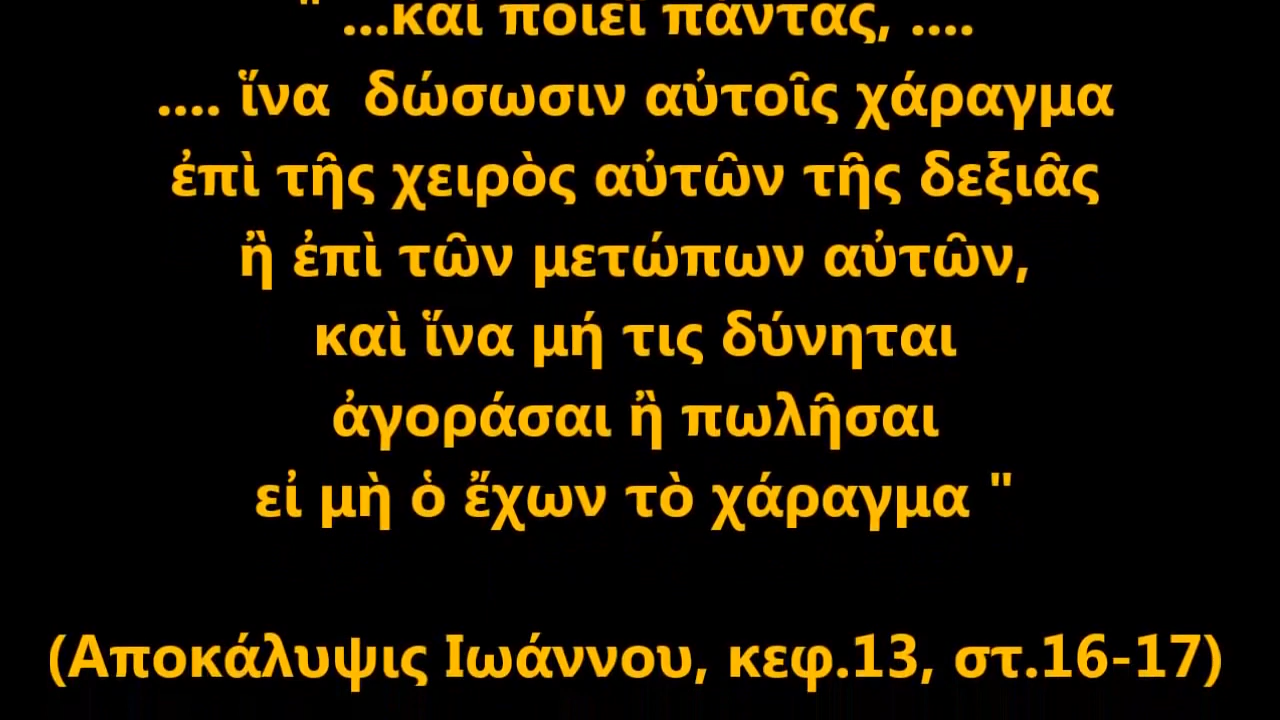 " ...καὶ ποιεῖ πάντας, ....
.... ἵνα δώσωσιν αὐτοῖς χάραγμα
ἐπὶ τῆς χειρὸς αὐτῶν τῆς δεξιᾶς
ἢ ἐπὶ τῶν μετώπων αὐτῶν,
καὶ ἵνα μή τις δύνηται
ἀγοράσαι ἢ πωλῆσαι
εἰ μὴ ὁ ἔχων τὸ χάραγμα "
(Αποκάλυψις Ιωάννου, κεφ.13, στ.16-17)